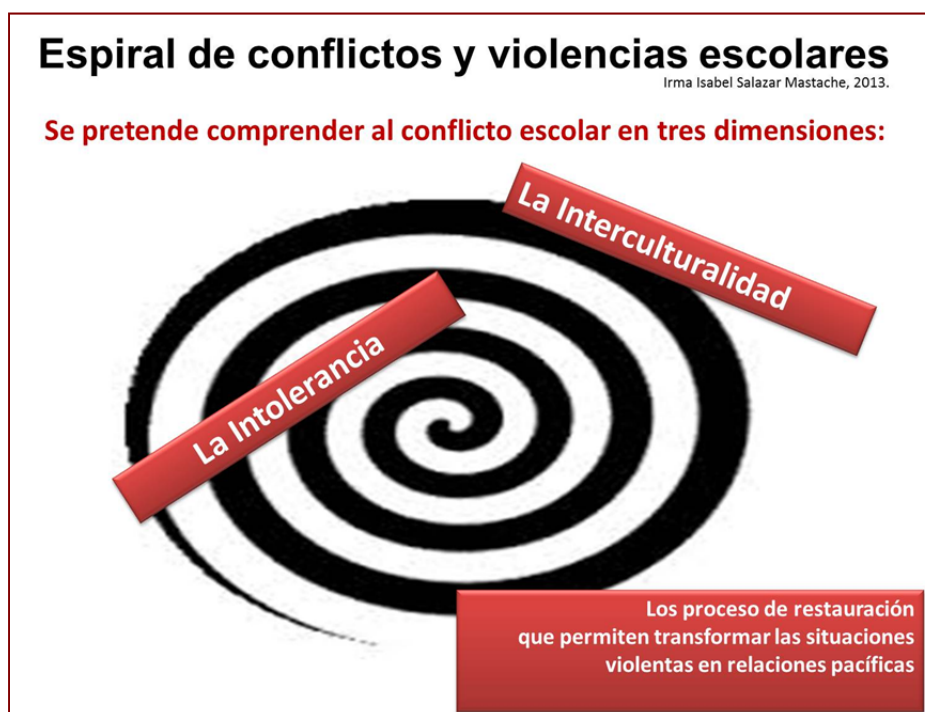 Espiral de conflictos y violencias escolares
Irma Isabel Salazar Mastache, 2013.
Se pretende comprender al conflicto escolar en tres dimensiones:
La Interculturalidad
La Intolerancia
Los proceso de restauración
que permiten transformar las situaciones
violentas en relaciones pacíficas